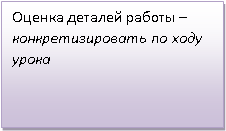 Оценка деталей работы –
конкретизировать по ходу
урока